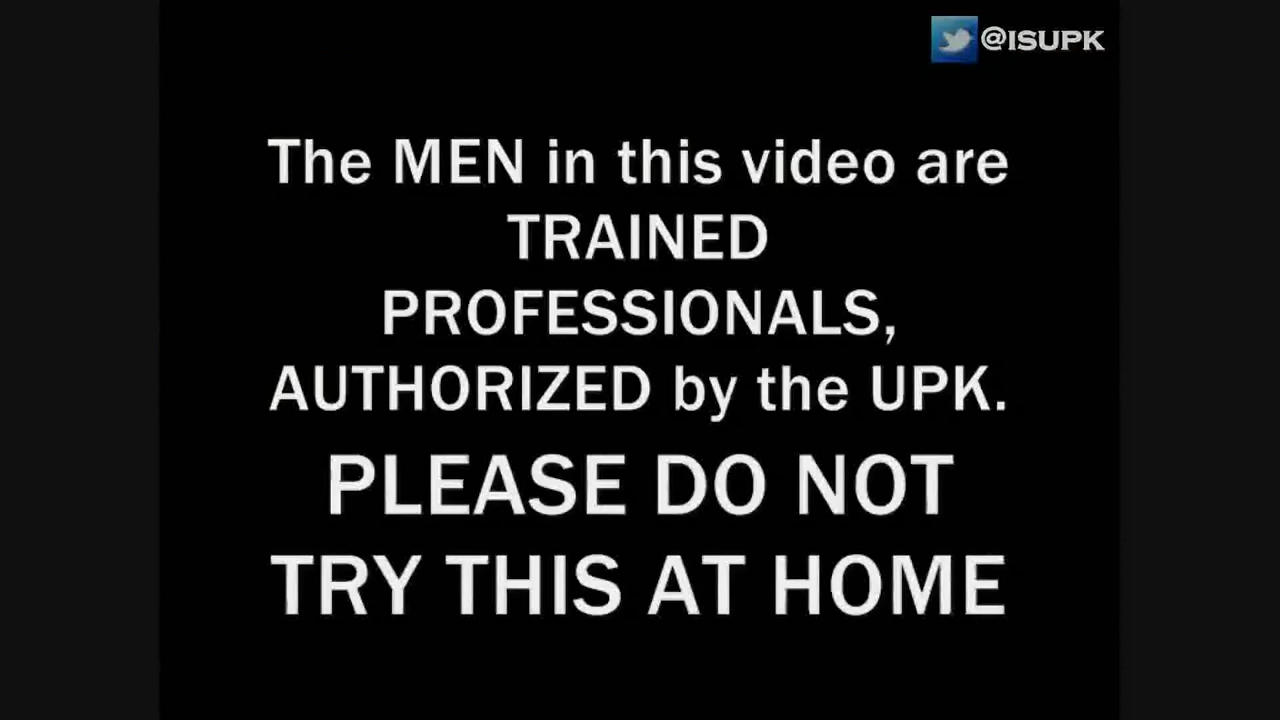 @ISUPK
The MEN in this video are
TRAINED
PROFESSIONALS,
AUTHORIZED by the UPK.
PLEASE DO NOT
TRY THIS AT HOME